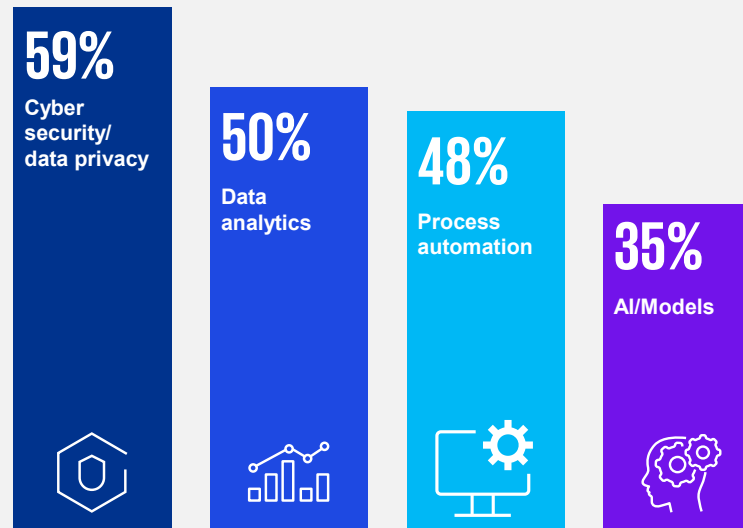 59%
Cyber
security/
data privacy
50%
Data
analytics
48%
Process
automation
35%
AI/Models